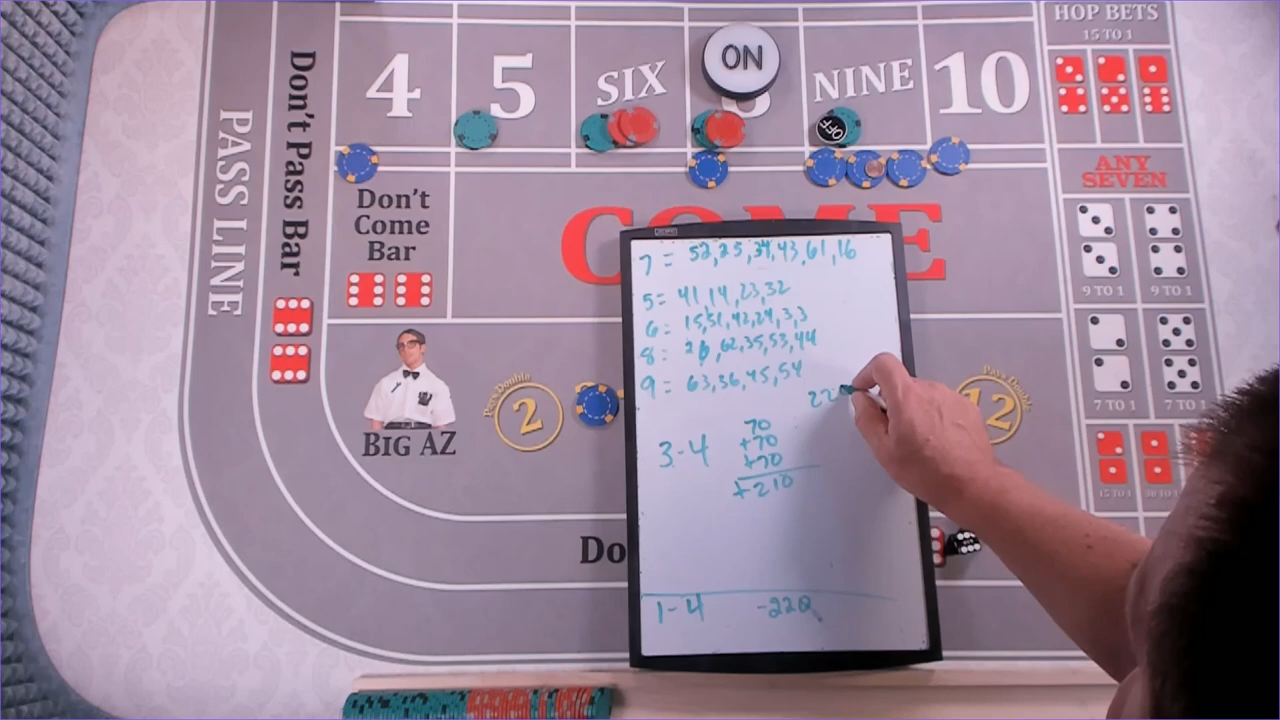 HOP BETS
15 TO 1
ON
4
5
SIX
NINE
10
OFF
PASS LINE
Don't Pass Bar
Don't
Come
Bar
ANY
SEVEN
9 TO 1
9 TO 1
7 TO 1
7 TO 1
15 TO 1
30 TO 1
BIG AZ
Pays Double
2
Pays Double
12
Do
7 = 52,25,34,43,61,16
5= 41,14,23,32
6= 15,51,42,24,3,3
8= 26,62,35,53,44
9= 63,36,45,54
22
3-4
70
+70
+70
+210
1-4
-220